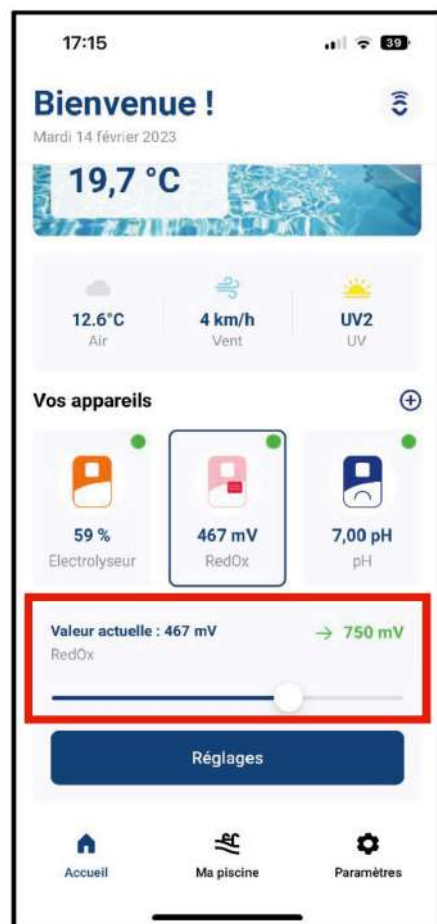 17:15
39
Bienvenue !
Mardi 14 février 2023
19,7 °C
12.6°C
Air
4 km/h
Vent
UV2
UV
Vos appareils
59 %
Electrolyseur
467 mV
RedOx
7,00 pH
pH
Valeur actuelle : 467 mV
→ 750 mV
RedOx
Réglages
Accueil
Ma piscine
Paramètres